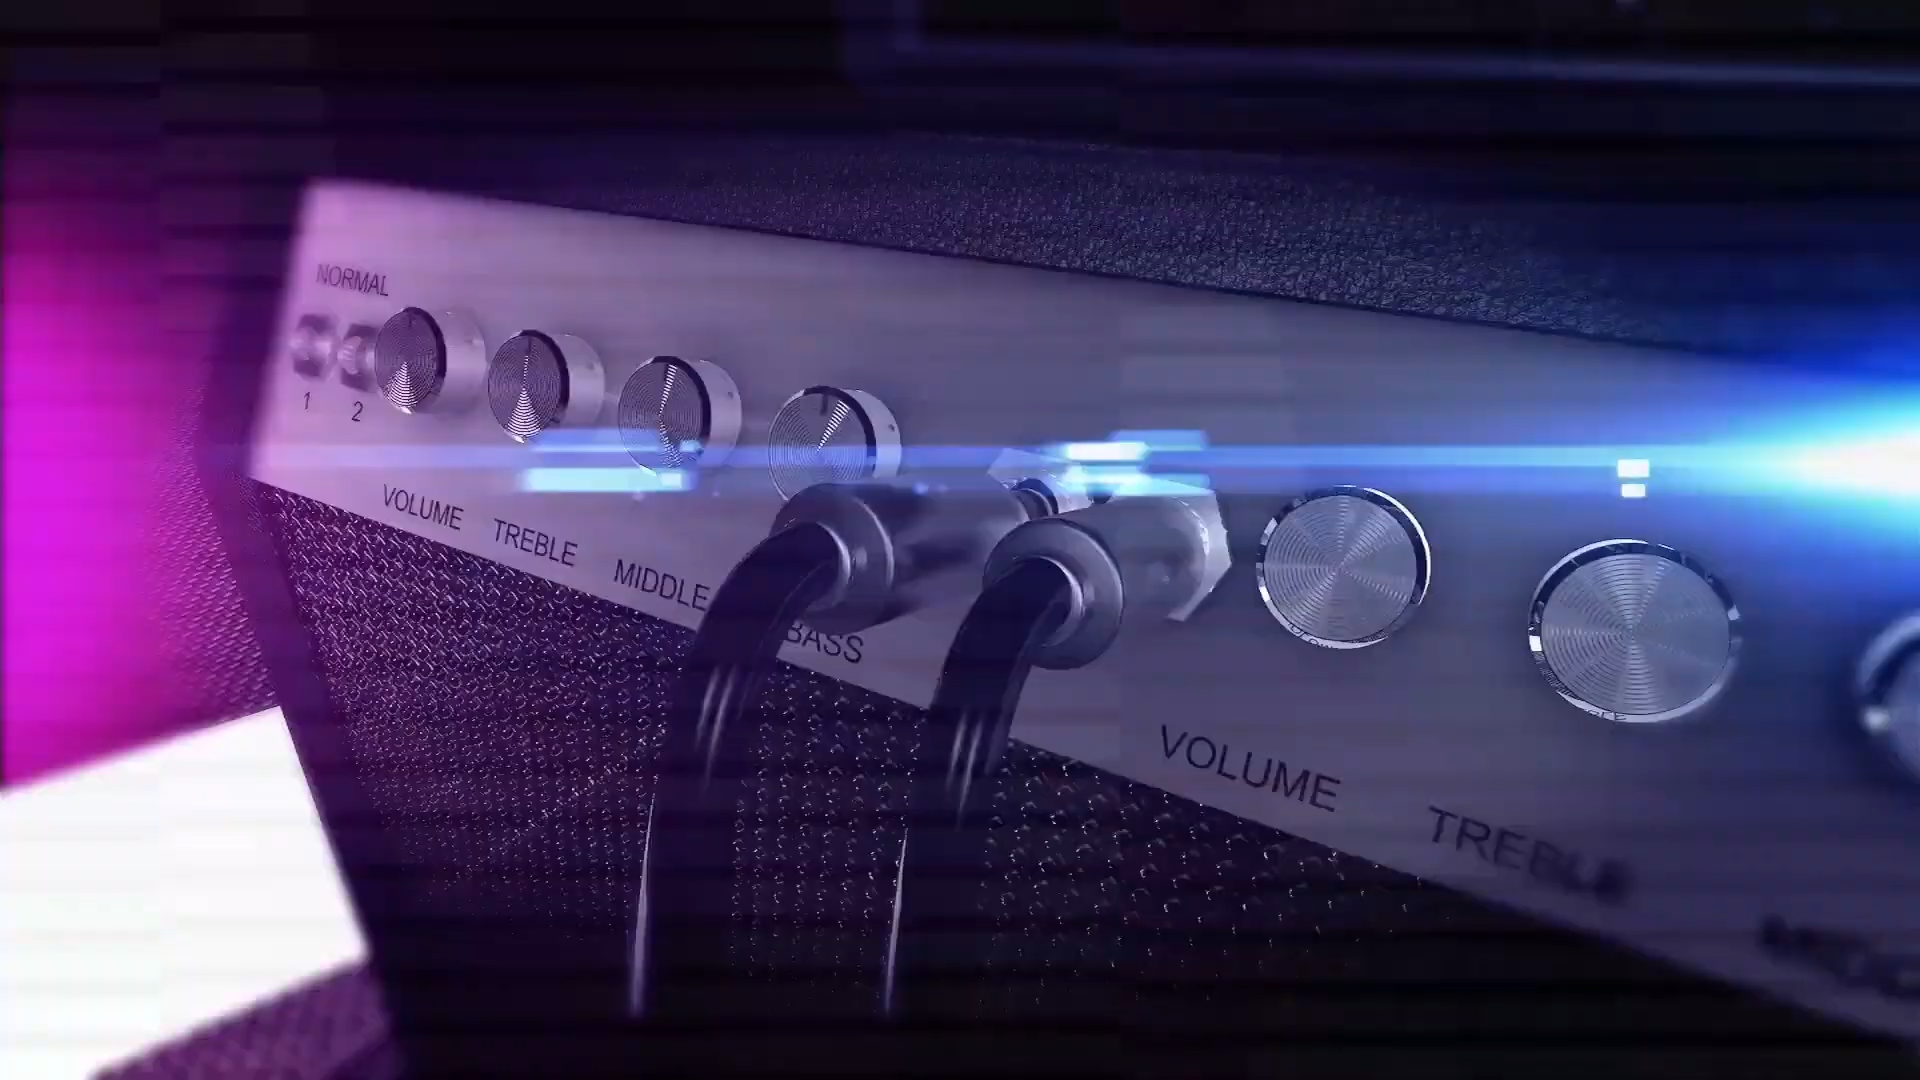 NORMAL
1 2
VOLUME TREBLE MIDDLE BASS
VOLUME TREBLE